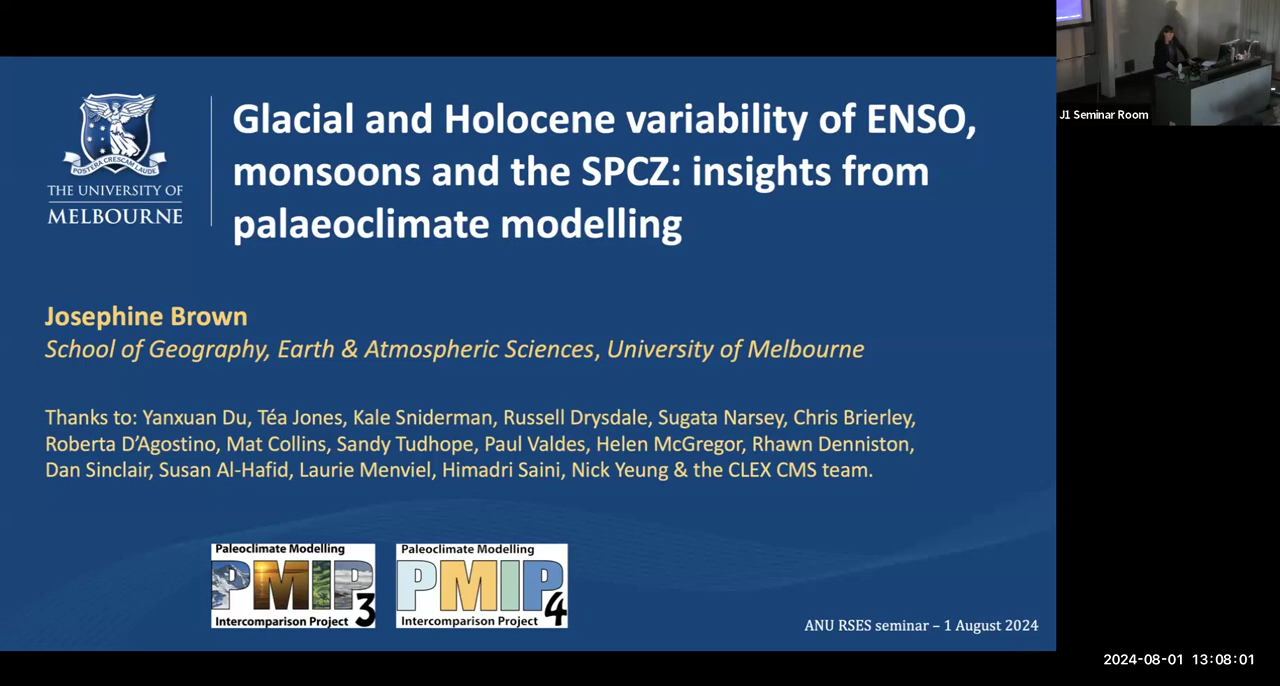 Glacial and Holocene variability of ENSO,
monsoons and the SPCZ: insights from
palaeoclimate modelling
POSTERA CRESCAM LAUDE
THE UNIVERSITY OF
MELBOURNE
Josephine Brown
School of Geography, Earth & Atmospheric Sciences, University of Melbourne
Thanks to: Yanxuan Du, Téa Jones, Kale Sniderman, Russell Drysdale, Sugata Narsey, Chris Brierley,
Roberta D’Agostino, Mat Collins, Sandy Tudhope, Paul Valdes, Helen McGregor, Rhawn Denniston,
Dan Sinclair, Susan Al-Hafid, Laurie Menviel, Himadri Saini, Nick Yeung & the CLEX CMS team.
Paleoclimate Modelling
PMIP3
Intercomparison Project
Paleoclimate Modelling
PMIP4
Intercomparison Project
ANU RSES seminar – 1 August 2024
J1 Seminar Room
2024-08-01 13:08:01